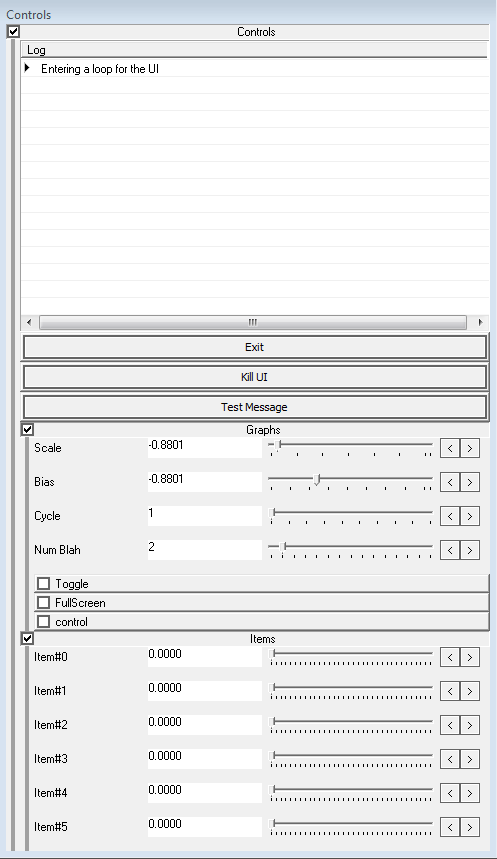 Controls
Controls
Log
Entering a loop for the UI
Exit
Kill UI
Test Message
Graphs
Scale -0.8801 < >
Bias -0.8801 < >
Cycle 1 < >
Num Blah 2 < >
Toggle
FullScreen
control
Items
Item#0 0.0000 < >
Item#1 0.0000 < >
Item#2 0.0000 < >
Item#3 0.0000 < >
Item#4 0.0000 < >
Item#5 0.0000 < >